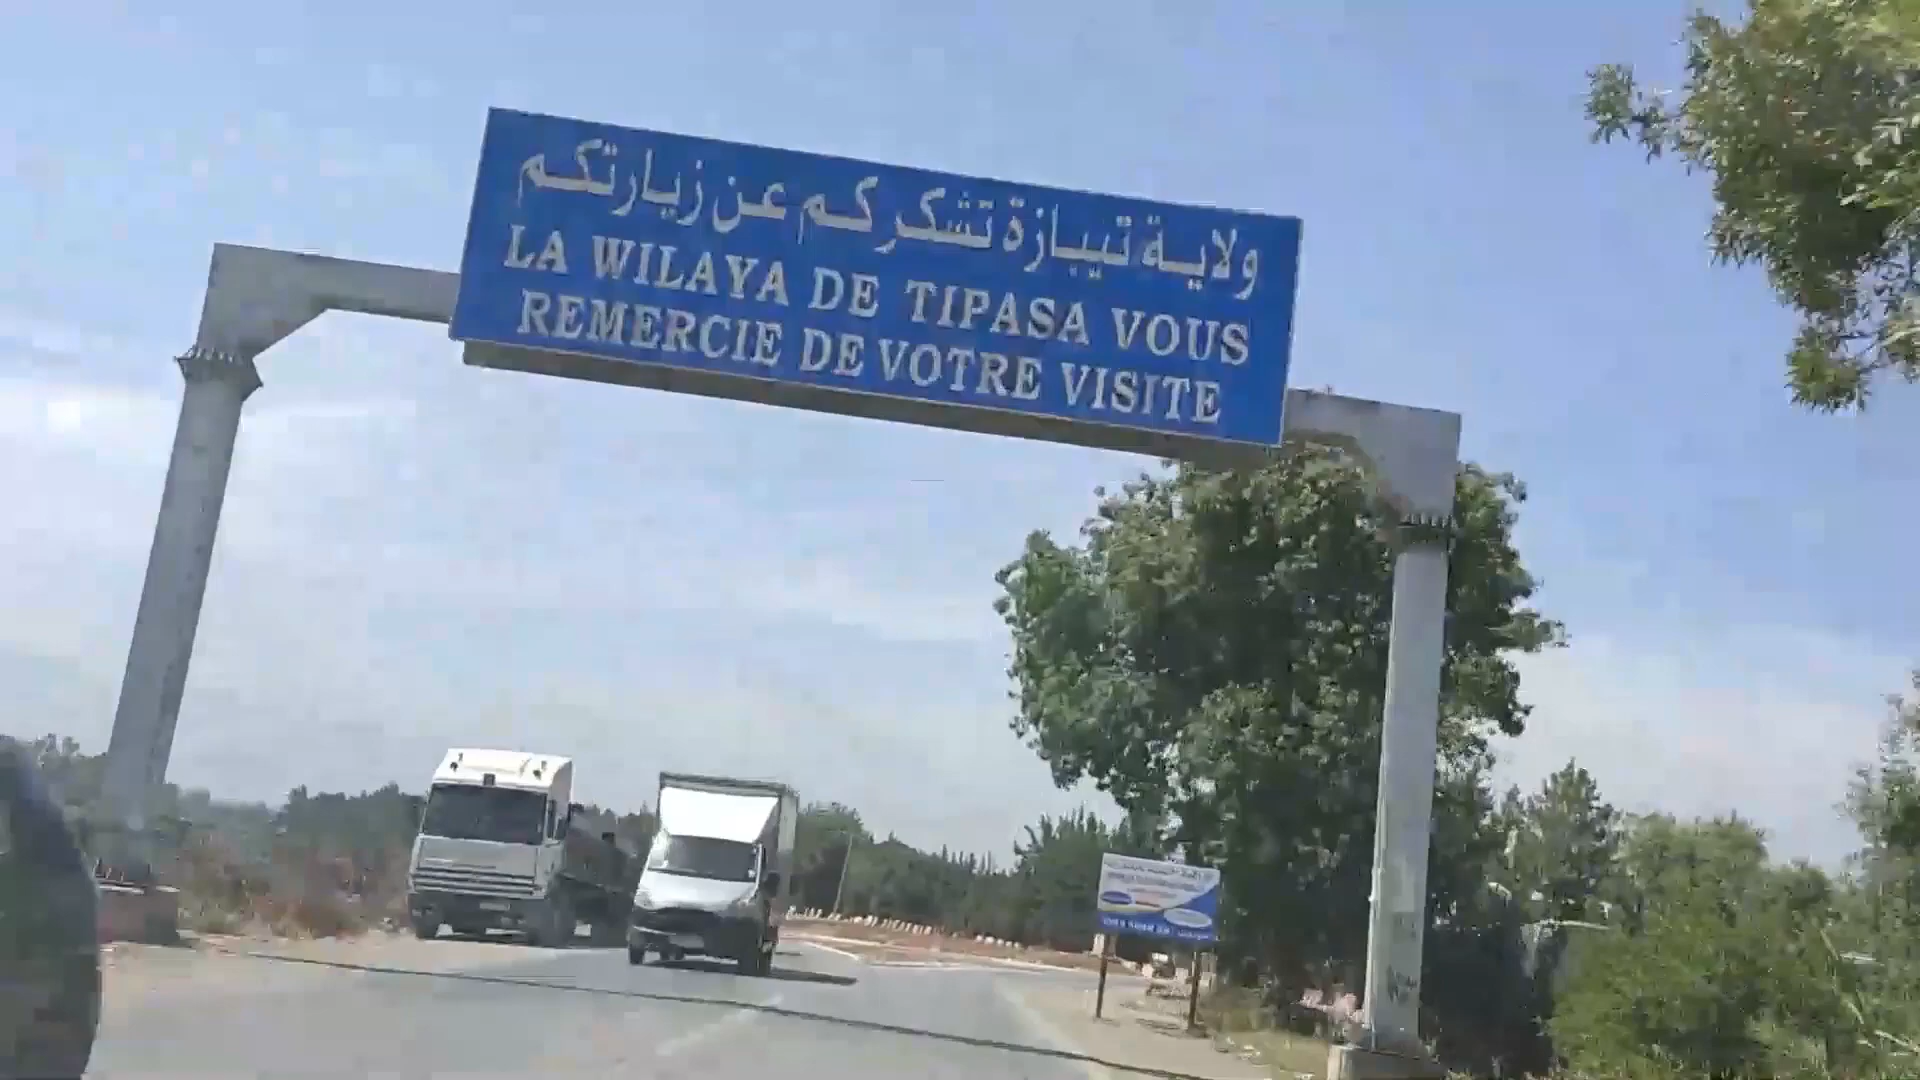 ولاية تيبازة تشكركم عن زيارتكم
LA WILAYA DE TIPASA VOUS
REMERCIE DE VOTRE VISITE